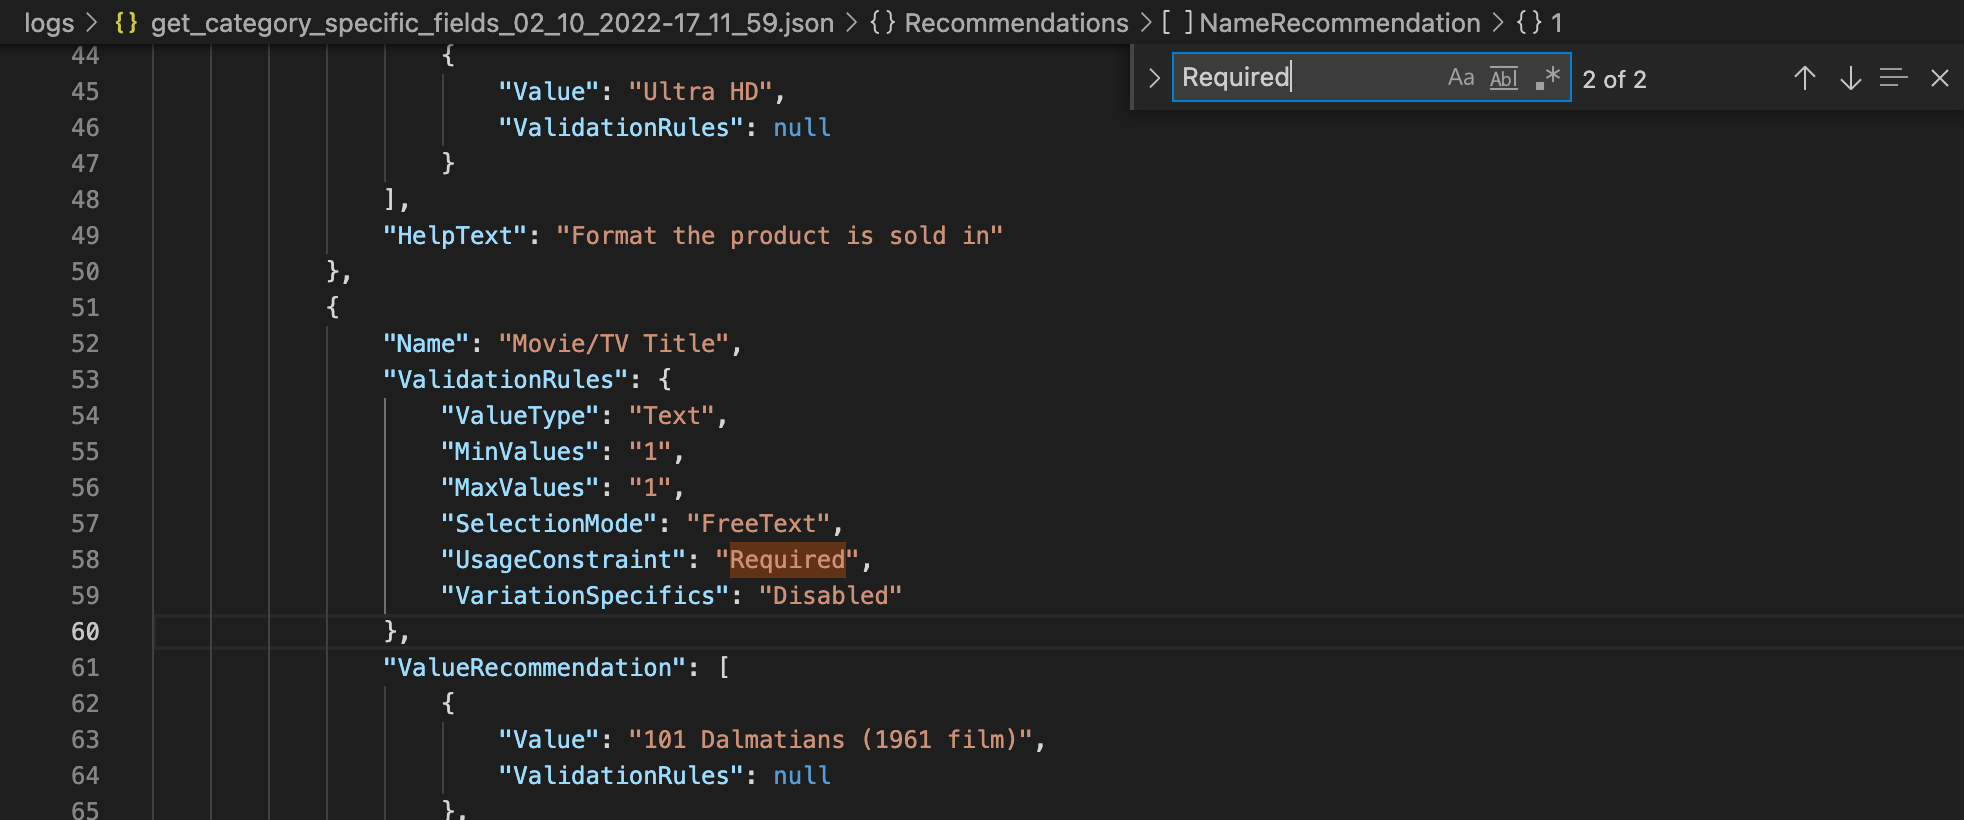 logs > {} get_category_specific_fields_02_10_2022-17_11_59.json > {} Recommendations > [ ] NameRecommendation > {} 1
Required Aa Abl .* 2 of 2
44 {
45 "Value": "Ultra HD",
46 "ValidationRules": null
47 }
48 ],
49 "HelpText": "Format the product is sold in"
50 },
51 {
52 "Name": "Movie/TV Title",
53 "ValidationRules": {
54 "ValueType": "Text",
55 "MinValues": "1",
56 "MaxValues": "1",
57 "SelectionMode": "FreeText",
58 "UsageConstraint": "Required",
59 "VariationSpecifics": "Disabled"
60 },
61 "ValueRecommendation": [
62 {
63 "Value": "101 Dalmatians (1961 film)",
64 "ValidationRules": null
65 },